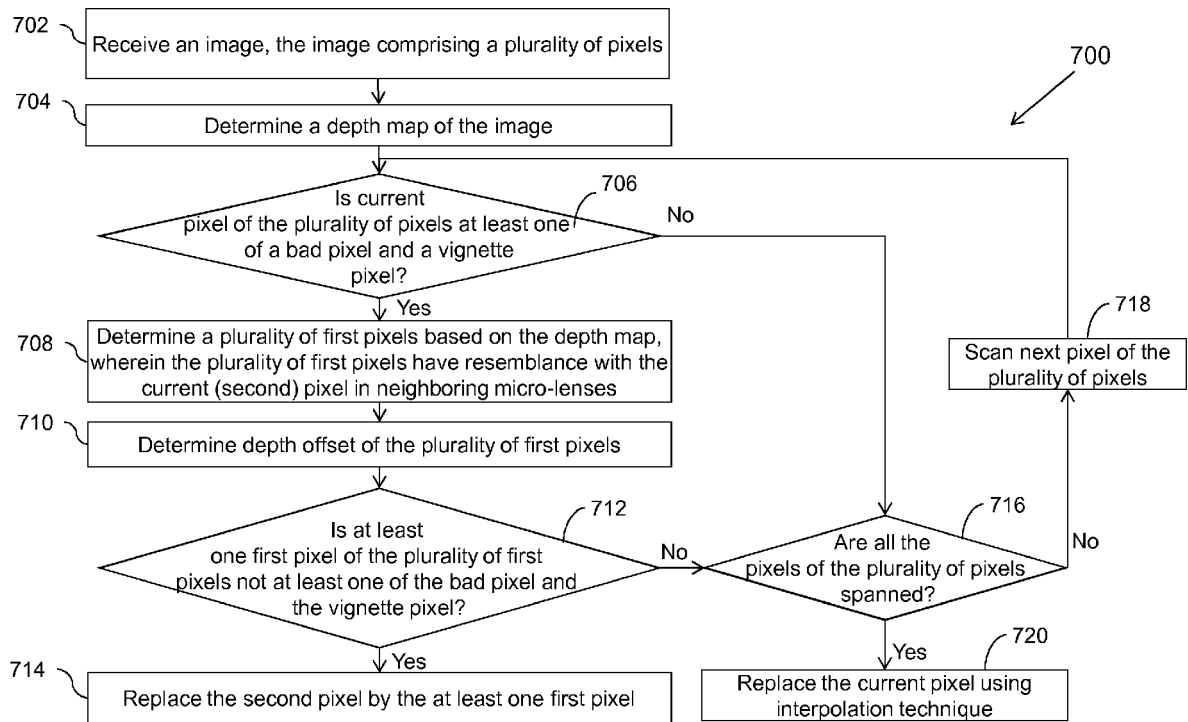 702
Receive an image, the image comprising a plurality of pixels
700
704
Determine a depth map of the image
706
Is current
pixel of the plurality of pixels at least one
of a bad pixel and a vignette
pixel?
No
Yes
708
Determine a plurality of first pixels based on the depth map,
wherein the plurality of first pixels have resemblance with the
current (second) pixel in neighboring micro-lenses
718
Scan next pixel of the
plurality of pixels
710
Determine depth offset of the plurality of first pixels
712
Is at least
one first pixel of the plurality of first
pixels not at least one of the bad pixel and
the vignette pixel?
No
716
Are all the
pixels of the plurality of pixels
spanned?
No
Yes
Yes
714
Replace the second pixel by the at least one first pixel
720
Replace the current pixel using
interpolation technique